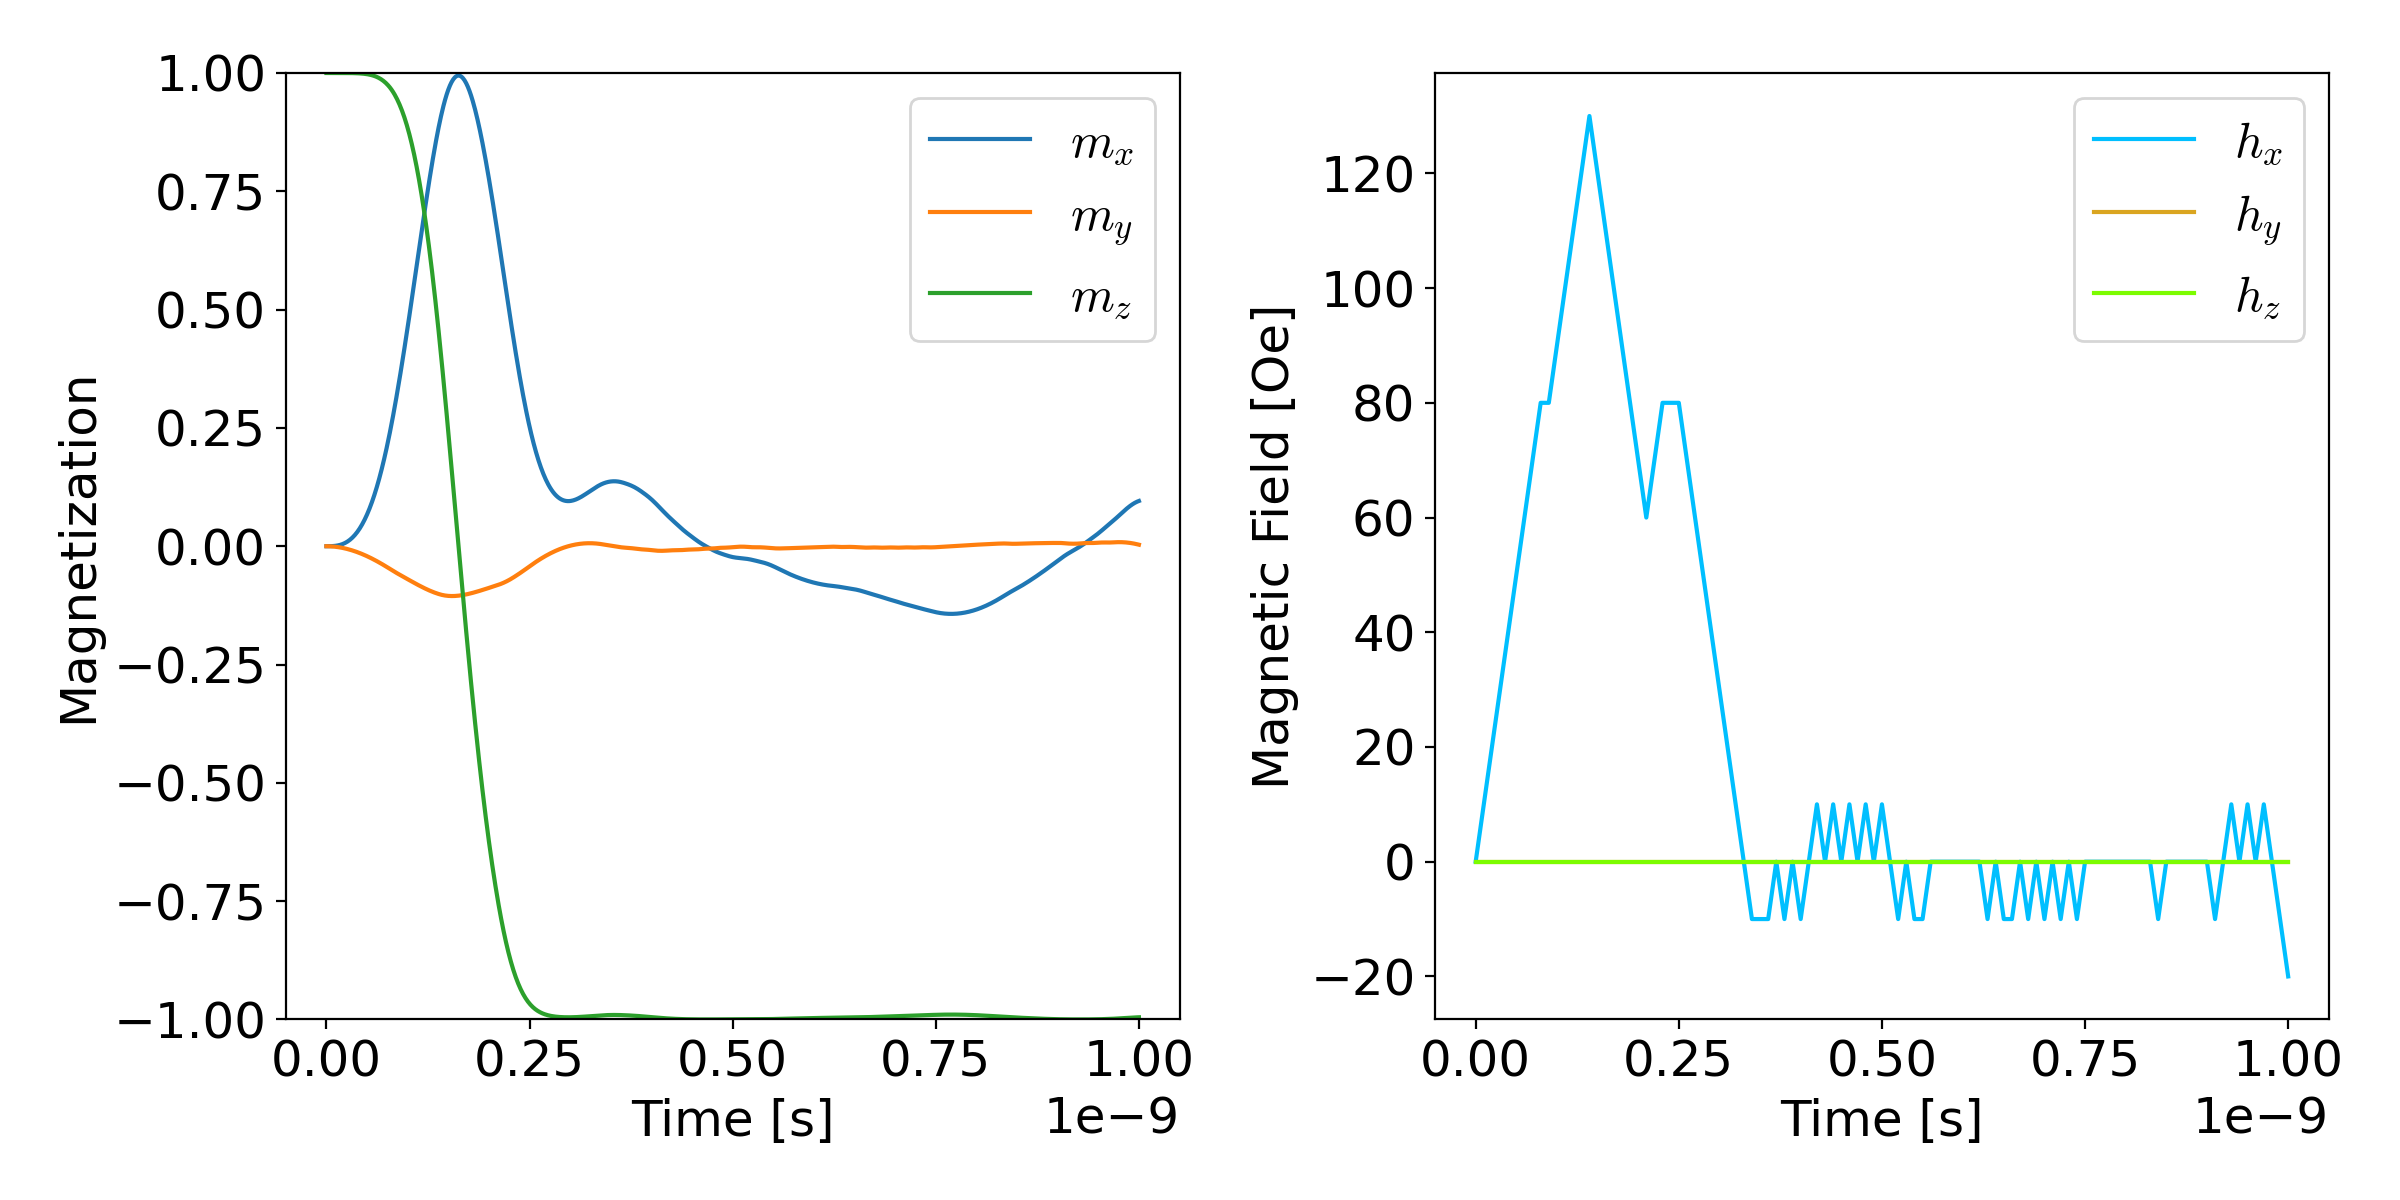 Magnetization
1.00
0.75
0.50
0.25
0.00
−0.25
−0.50
−0.75
−1.00
0.00 0.25 0.50 0.75 1.00
Time [s]
1e−9
m_x
m_y
m_z
Magnetic Field [Oe]
120
100
80
60
40
20
0
−20
0.00 0.25 0.50 0.75 1.00
Time [s]
1e−9
h_x
h_y
h_z